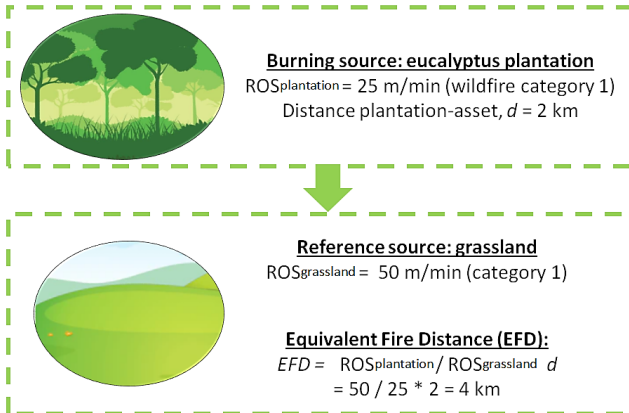 Burning source: eucalyptus plantation
ROSplantation = 25 m/min (wildfire category 1)
Distance plantation-asset, d = 2 km
Reference source: grassland
ROSgrassland = 50 m/min (category 1)
Equivalent Fire Distance (EFD):
EFD = ROSplantation / ROSgrassland d
= 50 / 25 * 2 = 4 km